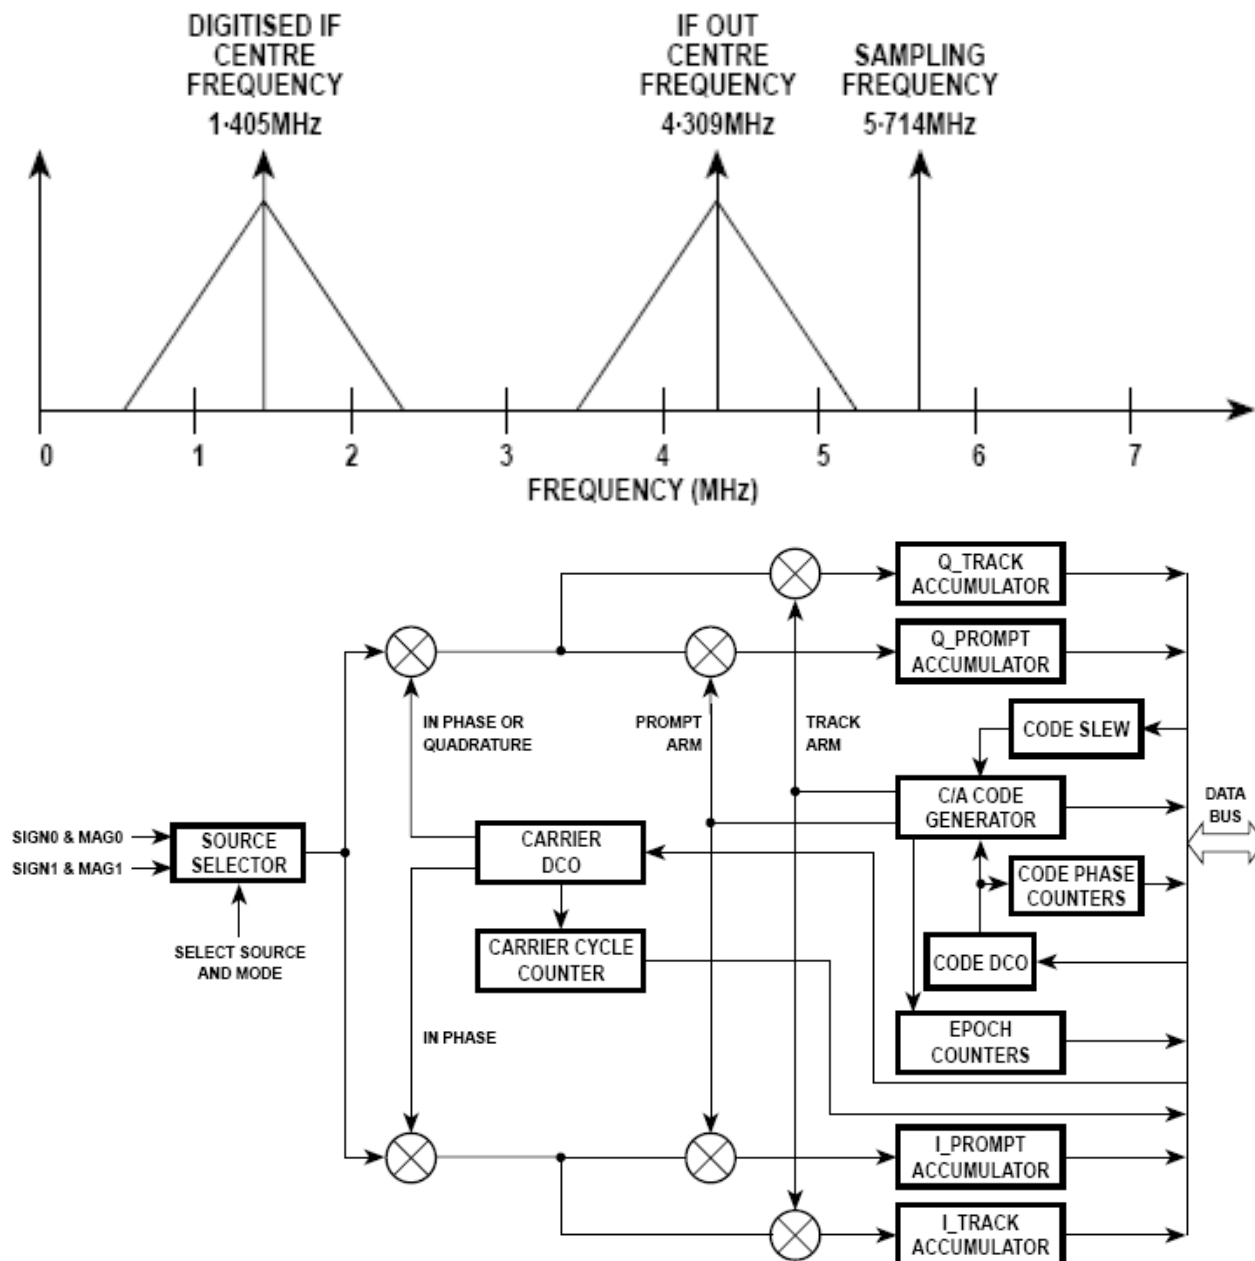 DIGITISED IF
CENTRE
FREQUENCY
1·405MHz
IF OUT
CENTRE
FREQUENCY
4·309MHz
SAMPLING
FREQUENCY
5·714MHz
0 1 2 3 4 5 6 7
FREQUENCY (MHz)
Q_TRACK
ACCUMULATOR
Q_PROMPT
ACCUMULATOR
IN PHASE OR
QUADRATURE
PROMPT
ARM
TRACK
ARM
CODE SLEW
C/A CODE
GENERATOR
DATA
BUS
SIGN0 & MAG0
SIGN1 & MAG1
SOURCE
SELECTOR
CARRIER
DCO
CODE PHASE
COUNTERS
SELECT SOURCE
AND MODE
CARRIER CYCLE
COUNTER
CODE DCO
IN PHASE
EPOCH
COUNTERS
I_PROMPT
ACCUMULATOR
I_TRACK
ACCUMULATOR